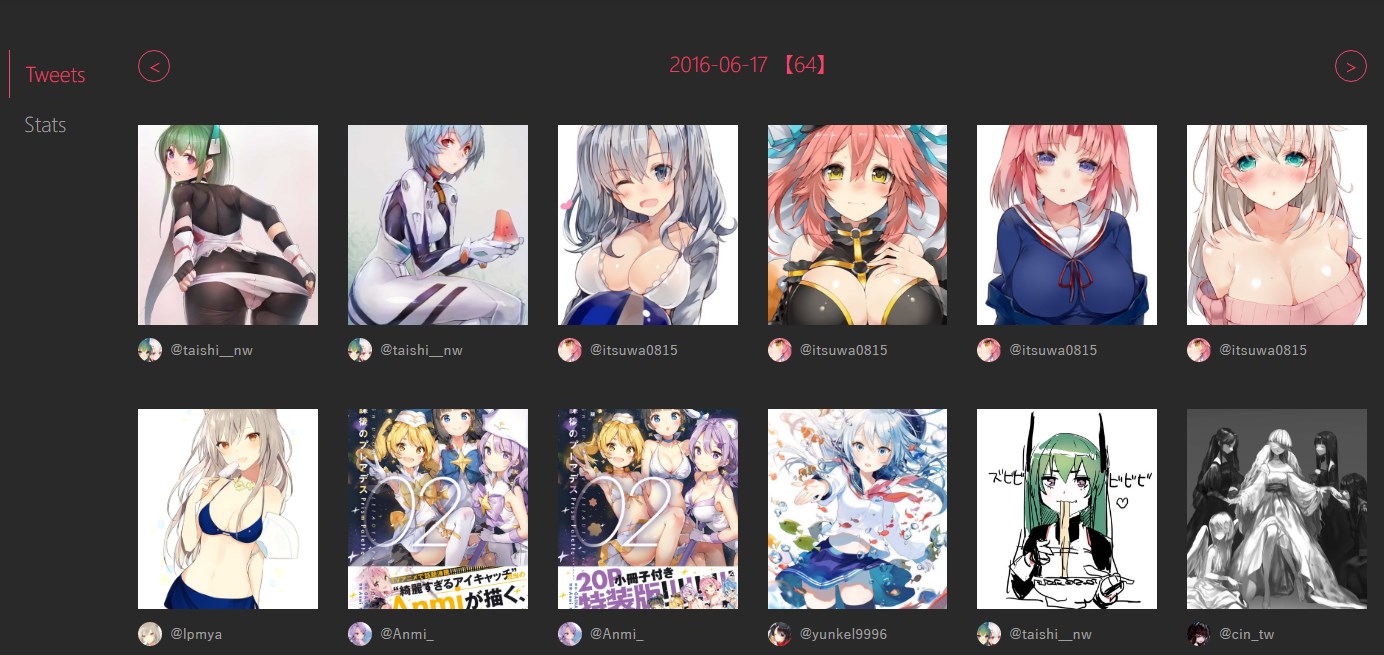 Tweets
Stats
<
2016-06-17 【64】
>
@taishi__nw
@taishi__nw
@itsuwa0815
@itsuwa0815
@itsuwa0815
@itsuwa0815
02
"綺麗すぎるアイキャッチ"
Anmiが描く、
02
20P小冊子付き
特装版!!
ズビビ
ビビビ
♡
@lpmya
@Anmi_
@Anmi_
@yunkel9996
@taishi__nw
@cin_tw